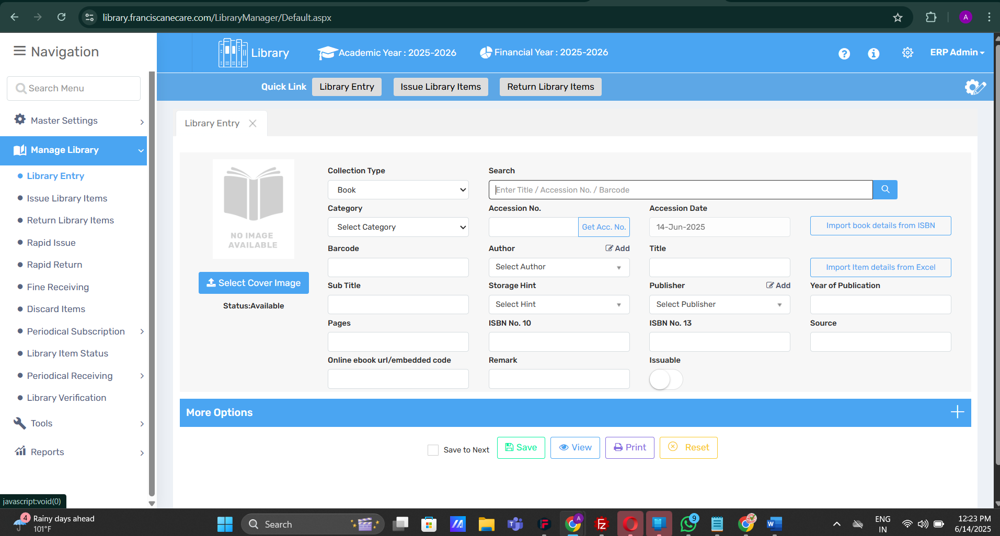 library.franciscanecare.com/LibraryManager/Default.aspx
A
Navigation
Library
Academic Year : 2025-2026
Financial Year : 2025-2026
ERP Admin
Search Menu
Quick Link
Library Entry
Issue Library Items
Return Library Items
Master Settings
Manage Library
Library Entry
Issue Library Items
Return Library Items
Rapid Issue
Rapid Return
Fine Receiving
Discard Items
Periodical Subscription
Library Item Status
Periodical Receiving
Library Verification
Tools
Reports
Library Entry
NO IMAGE
AVAILABLE
Select Cover Image
Status:Available
Collection Type
Search
Book
Enter Title / Accession No. / Barcode
Category
Accession No.
Accession Date
Select Category
Get Acc. No.
14-Jun-2025
Import book details from ISBN
Barcode
Author
Add
Title
Select Author
Import Item details from Excel
Sub Title
Storage Hint
Publisher
Add
Year of Publication
Select Hint
Select Publisher
Pages
ISBN No. 10
ISBN No. 13
Source
Online ebook url/embedded code
Remark
Issuable
More Options
Save to Next
Save
View
Print
Reset
javascript:void(0)
4
Rainy days ahead
101°F
Search
A
9
ENG
IN
12:23 PM
6/14/2025